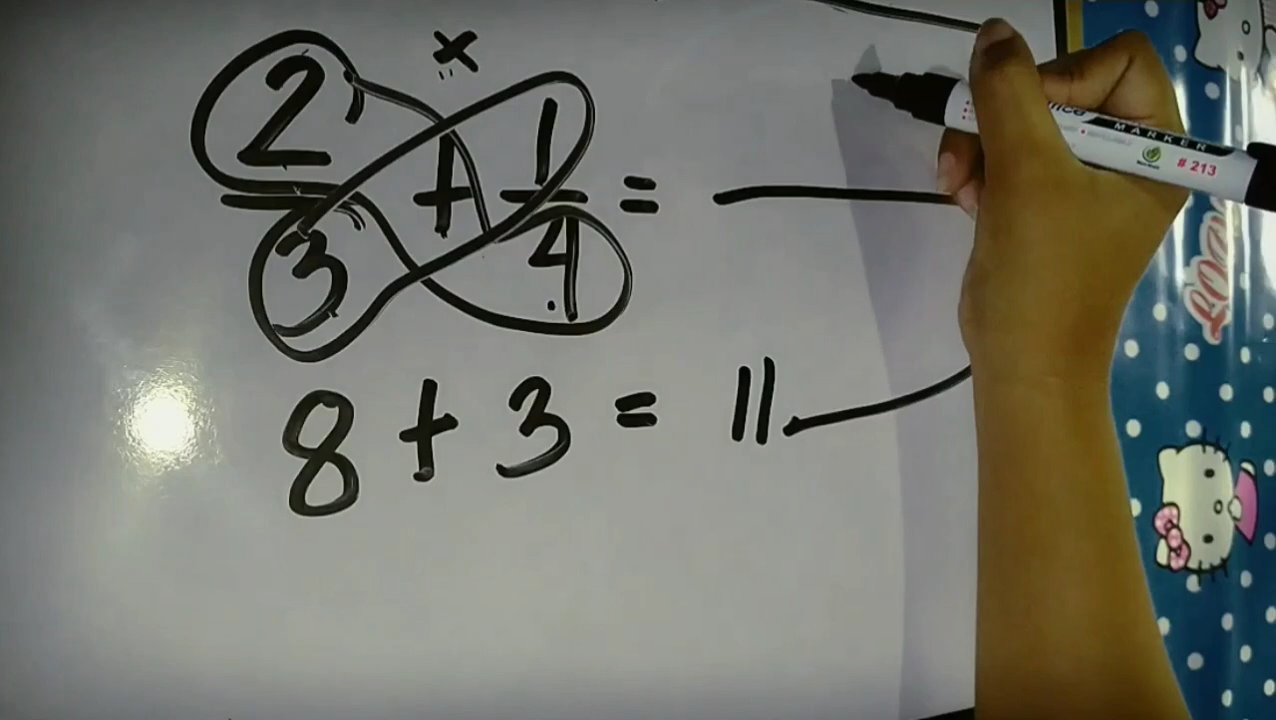 ×
2/3 + 1/4 =
8 + 3 = 11
MARKER
# 213